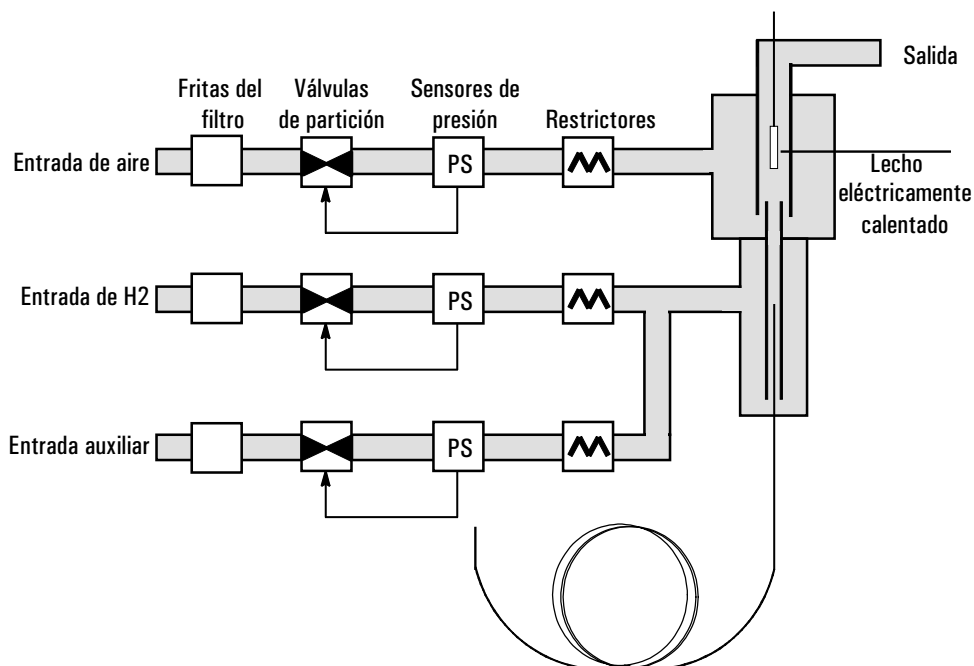 Salida
Fritas del
filtro
Válvulas
de partición
Sensores de
presión
Restrictores
Entrada de aire
PS
Lecho
eléctricamente
calentado
Entrada de H2
PS
Entrada auxiliar
PS